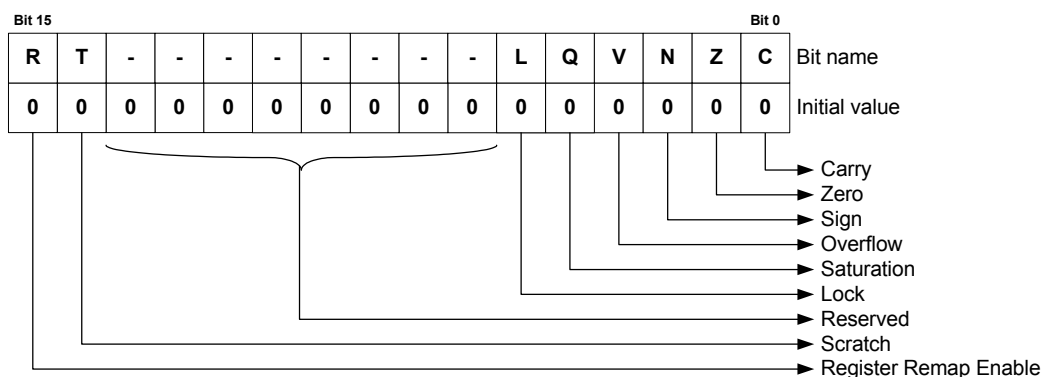 Bit 15 Bit 0
R T - - - - - - - - L Q V N Z C Bit name
0 0 0 0 0 0 0 0 0 0 0 0 0 0 0 0 Initial value
Carry
Zero
Sign
Overflow
Saturation
Lock
Reserved
Scratch
Register Remap Enable